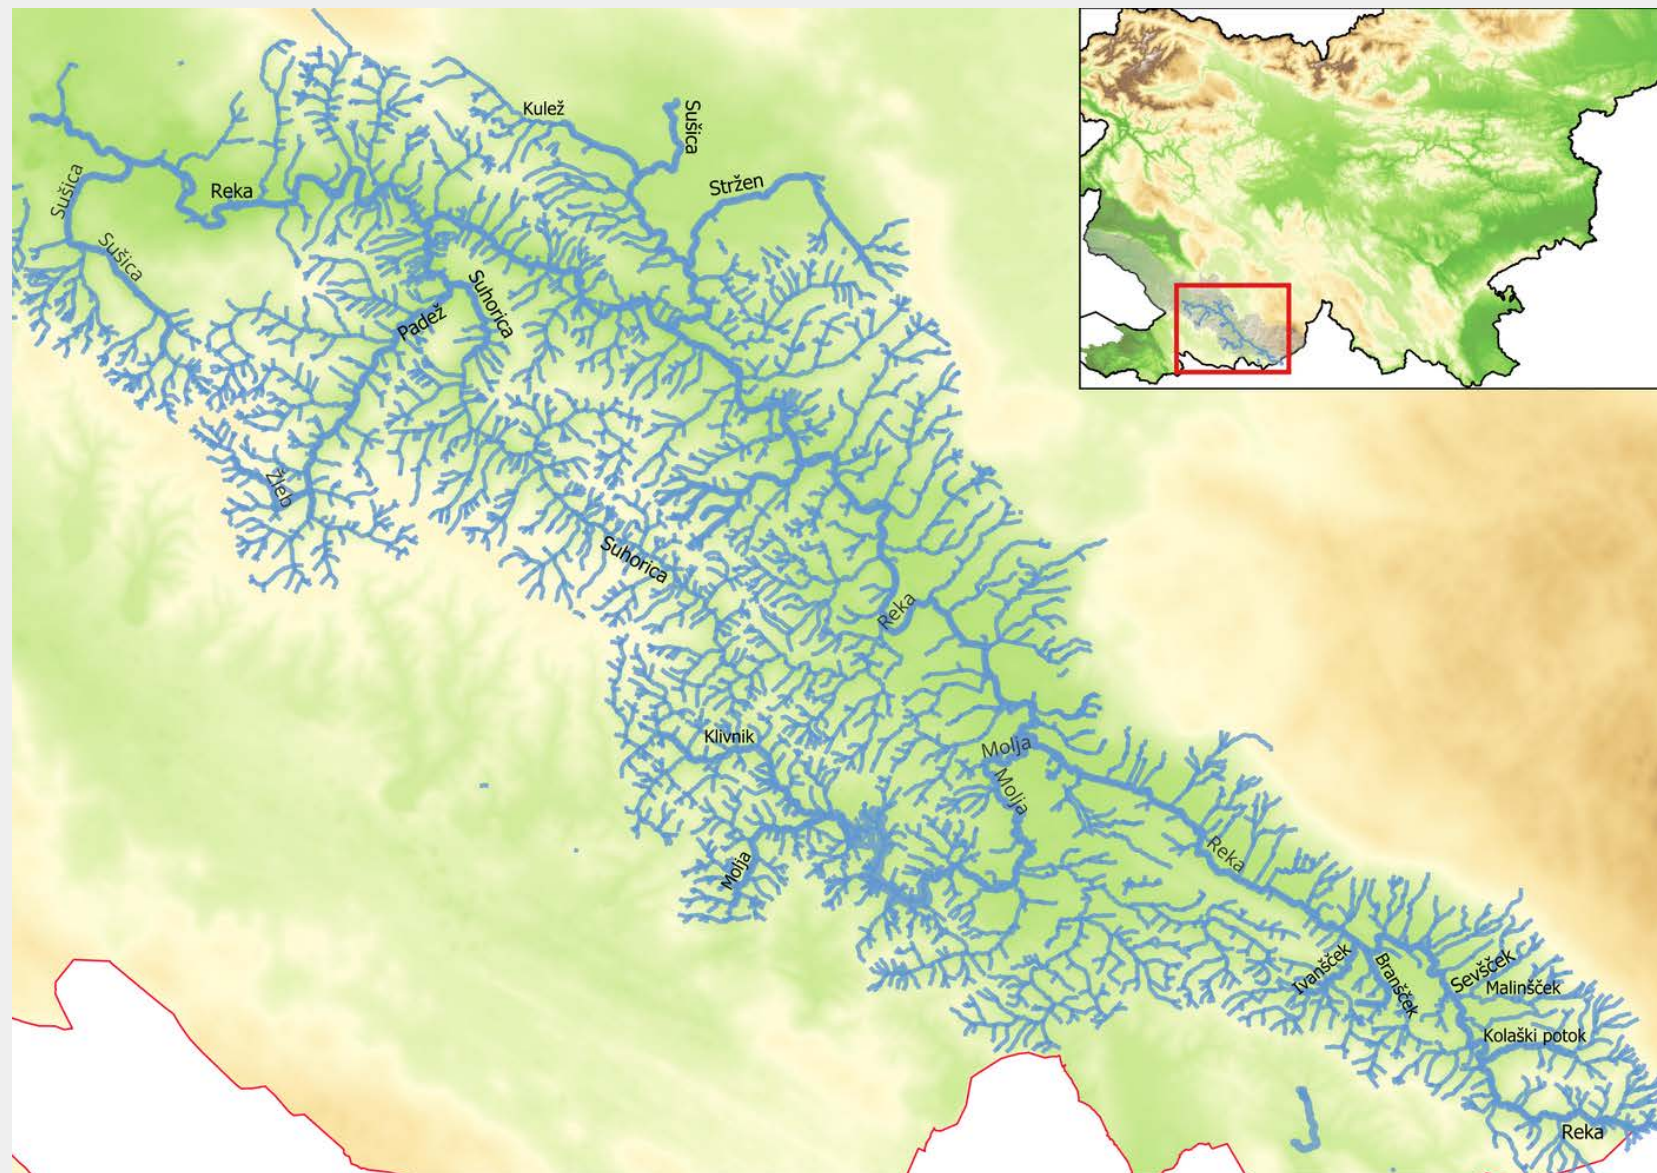 Kulež
Sušica
Stržen
Reka
Sušica
Sušica
Suhorica
Padež
Žleb
Suhorica
Reka
Klivnik
Molja
Molja
Molja
Reka
Ivanšček
Branšček
Sevšček
Malinšček
Kolaški potok
Reka